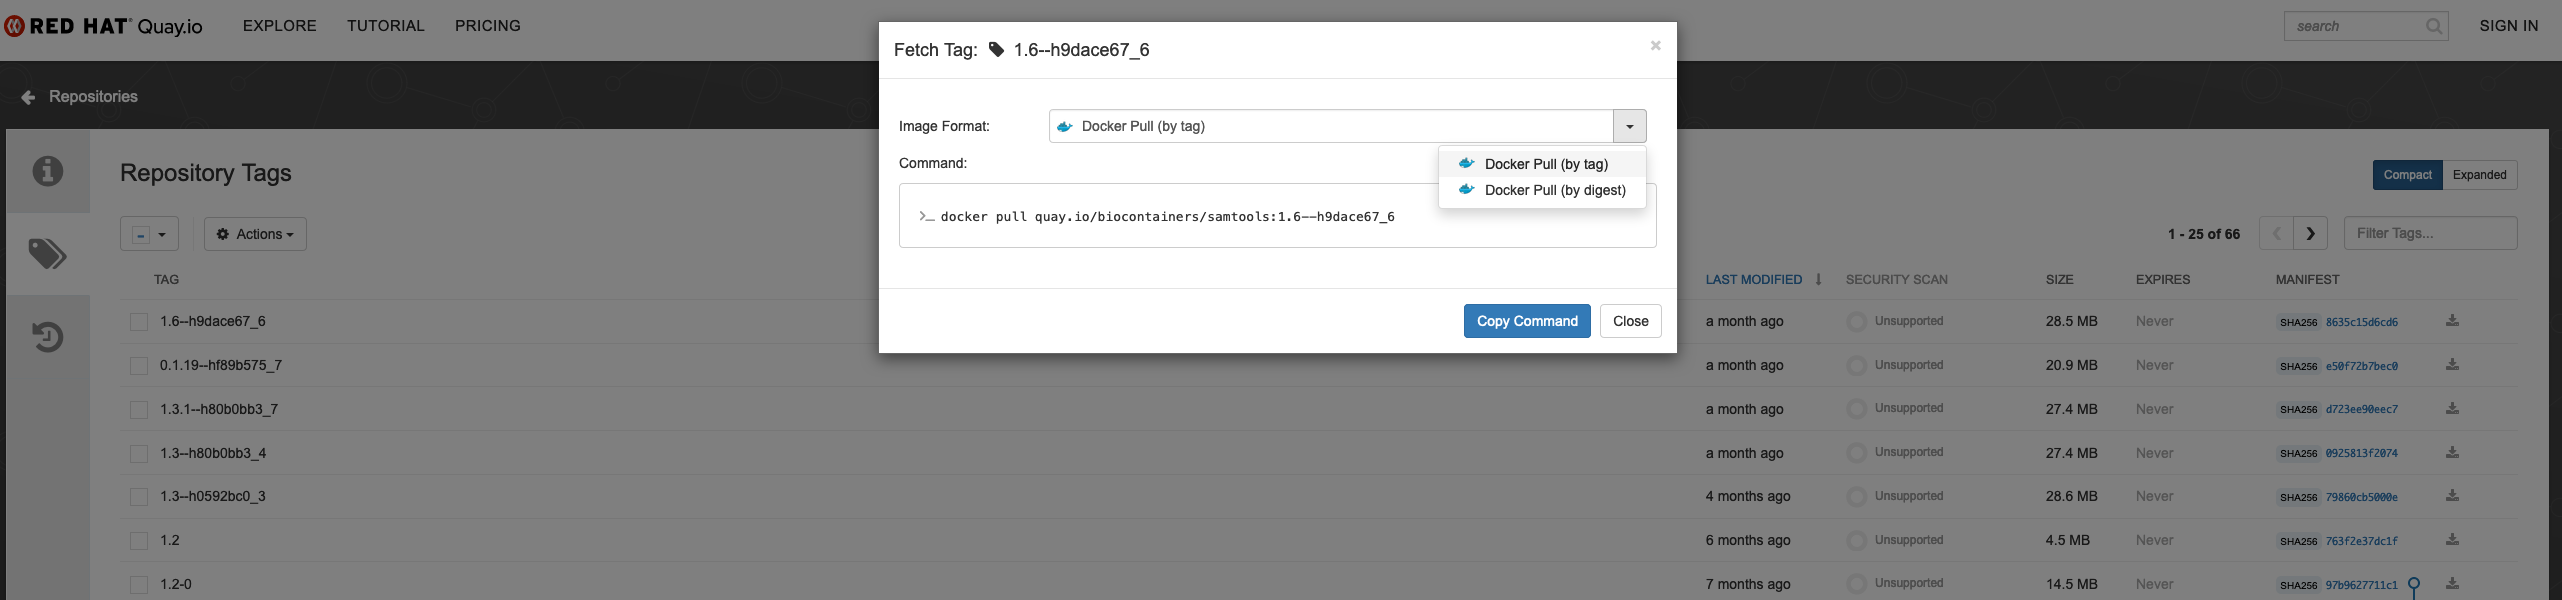 RED HAT Quay.io EXPLORE TUTORIAL PRICING search SIGN IN
Repositories
Fetch Tag: 1.6--h9dace67_6 ×
Image Format: Docker Pull (by tag)
Docker Pull (by tag)
Docker Pull (by digest)
Command:
>_ docker pull quay.io/biocontainers/samtools:1.6--h9dace67_6
Copy Command Close
Repository Tags Compact Expanded
Actions 1 - 25 of 66 Filter Tags...
TAG LAST MODIFIED ↓ SECURITY SCAN SIZE EXPIRES MANIFEST
1.6--h9dace67_6 a month ago Unsupported 28.5 MB Never SHA256 8635c15d6cd6
0.1.19--hf89b575_7 a month ago Unsupported 20.9 MB Never SHA256 e50f72b7bec0
1.3.1--h80b0bb3_7 a month ago Unsupported 27.4 MB Never SHA256 d723ee90eec7
1.3--h80b0bb3_4 a month ago Unsupported 27.4 MB Never SHA256 0925813f2074
1.3--h0592bc0_3 4 months ago Unsupported 28.6 MB Never SHA256 79860cb5000e
1.2 6 months ago Unsupported 4.5 MB Never SHA256 763f2e37dc1f
1.2-0 7 months ago Unsupported 14.5 MB Never SHA256 97b9627711c1